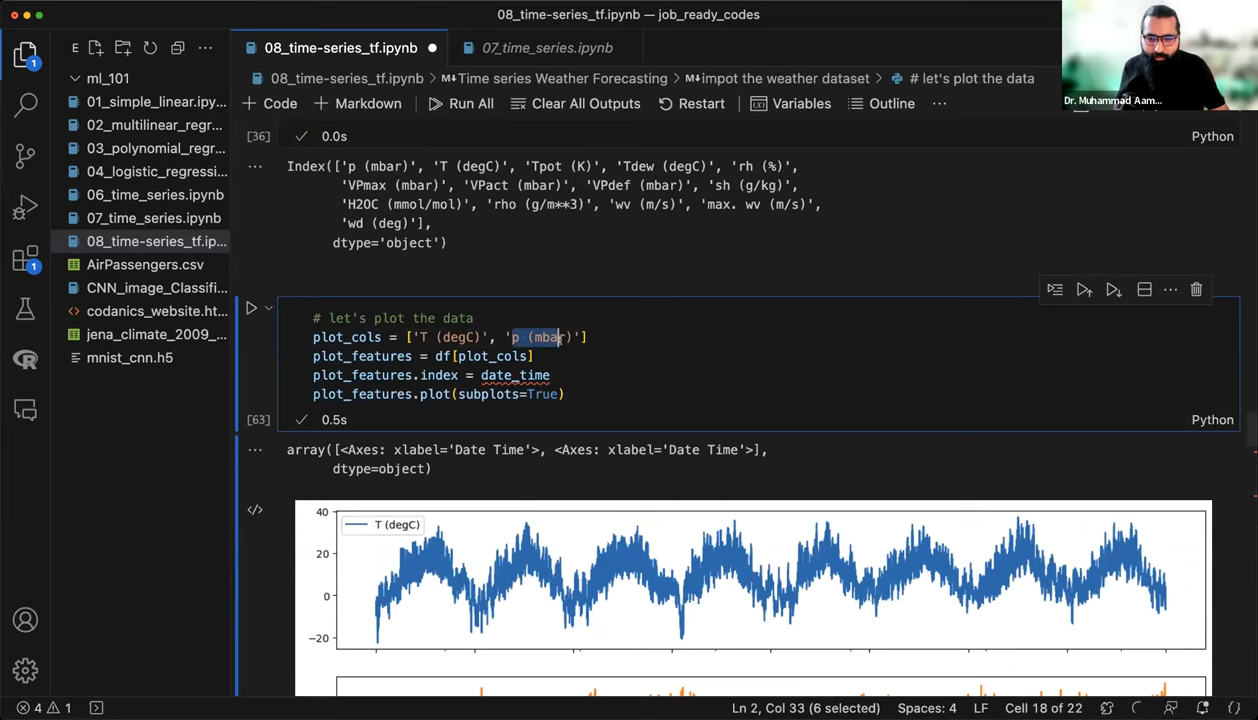 08_time-series_tf.ipynb — job_ready_codes
E
08_time-series_tf.ipynb
07_time_series.ipynb
ml_101
01_simple_linear.ipy...
02_multilinear_regr...
03_polynomial_regr...
04_logistic_regressi...
06_time_series.ipynb
07_time_series.ipynb
08_time-series_tf.ip...
AirPassengers.csv
CNN_image_Classifi...
codanics_website.ht...
jena_climate_2009_...
mnist_cnn.h5
1
1
08_time-series_tf.ipynb > Time series Weather Forecasting > impot the weather dataset > # let's plot the data
+ Code + Markdown Run All Clear All Outputs Restart Variables Outline ...
Dr. Muhammad Aam...
[36] 0.0s Python
Index(['p (mbar)', 'T (degC)', 'Tpot (K)', 'Tdew (degC)', 'rh (%)',
'VPmax (mbar)', 'VPact (mbar)', 'VPdef (mbar)', 'sh (g/kg)',
'H2OC (mmol/mol)', 'rho (g/m**3)', 'wv (m/s)', 'max. wv (m/s)',
'wd (deg)'],
dtype='object')
# let's plot the data
plot_cols = ['T (degC)', 'p (mbar)']
plot_features = df[plot_cols]
plot_features.index = date_time
plot_features.plot(subplots=True)
[63] 0.5s Python
array([<Axes: xlabel='Date Time'>, <Axes: xlabel='Date Time'>],
dtype=object)
T (degC)
40
20
0
−20
4 1
Ln 2, Col 33 (6 selected) Spaces: 4 LF Cell 18 of 22